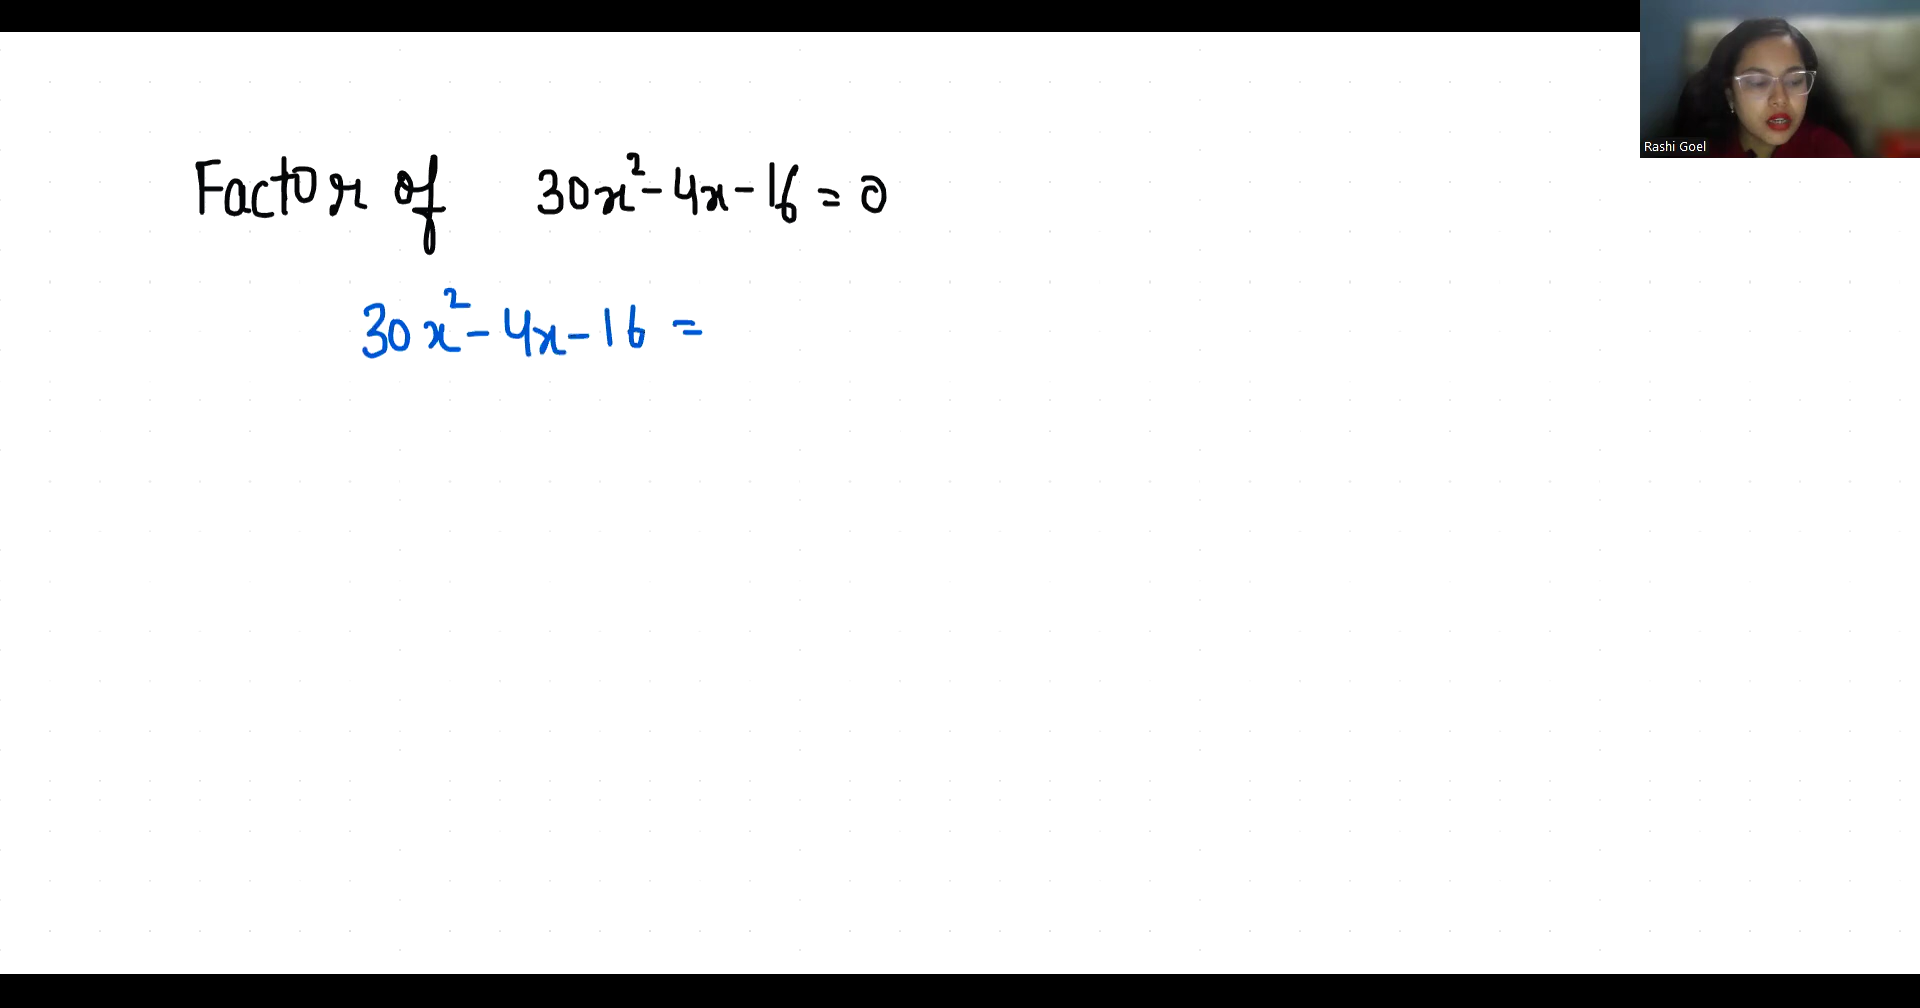 Rashi Goel
Factor of 30x² - 4x - 16 = 0
30x² - 4x - 16 =